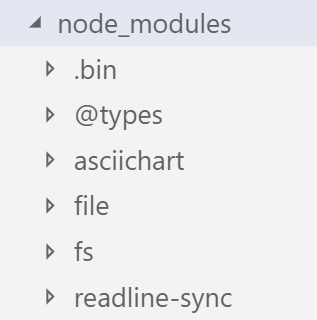 node_modules
.bin
@types
asciichart
file
fs
readline-sync